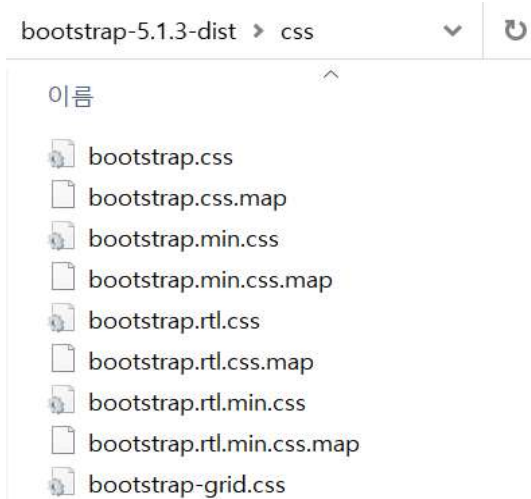 bootstrap-5.1.3-dist > css
이름
bootstrap.css
bootstrap.css.map
bootstrap.min.css
bootstrap.min.css.map
bootstrap.rtl.css
bootstrap.rtl.css.map
bootstrap.rtl.min.css
bootstrap.rtl.min.css.map
bootstrap-grid.css